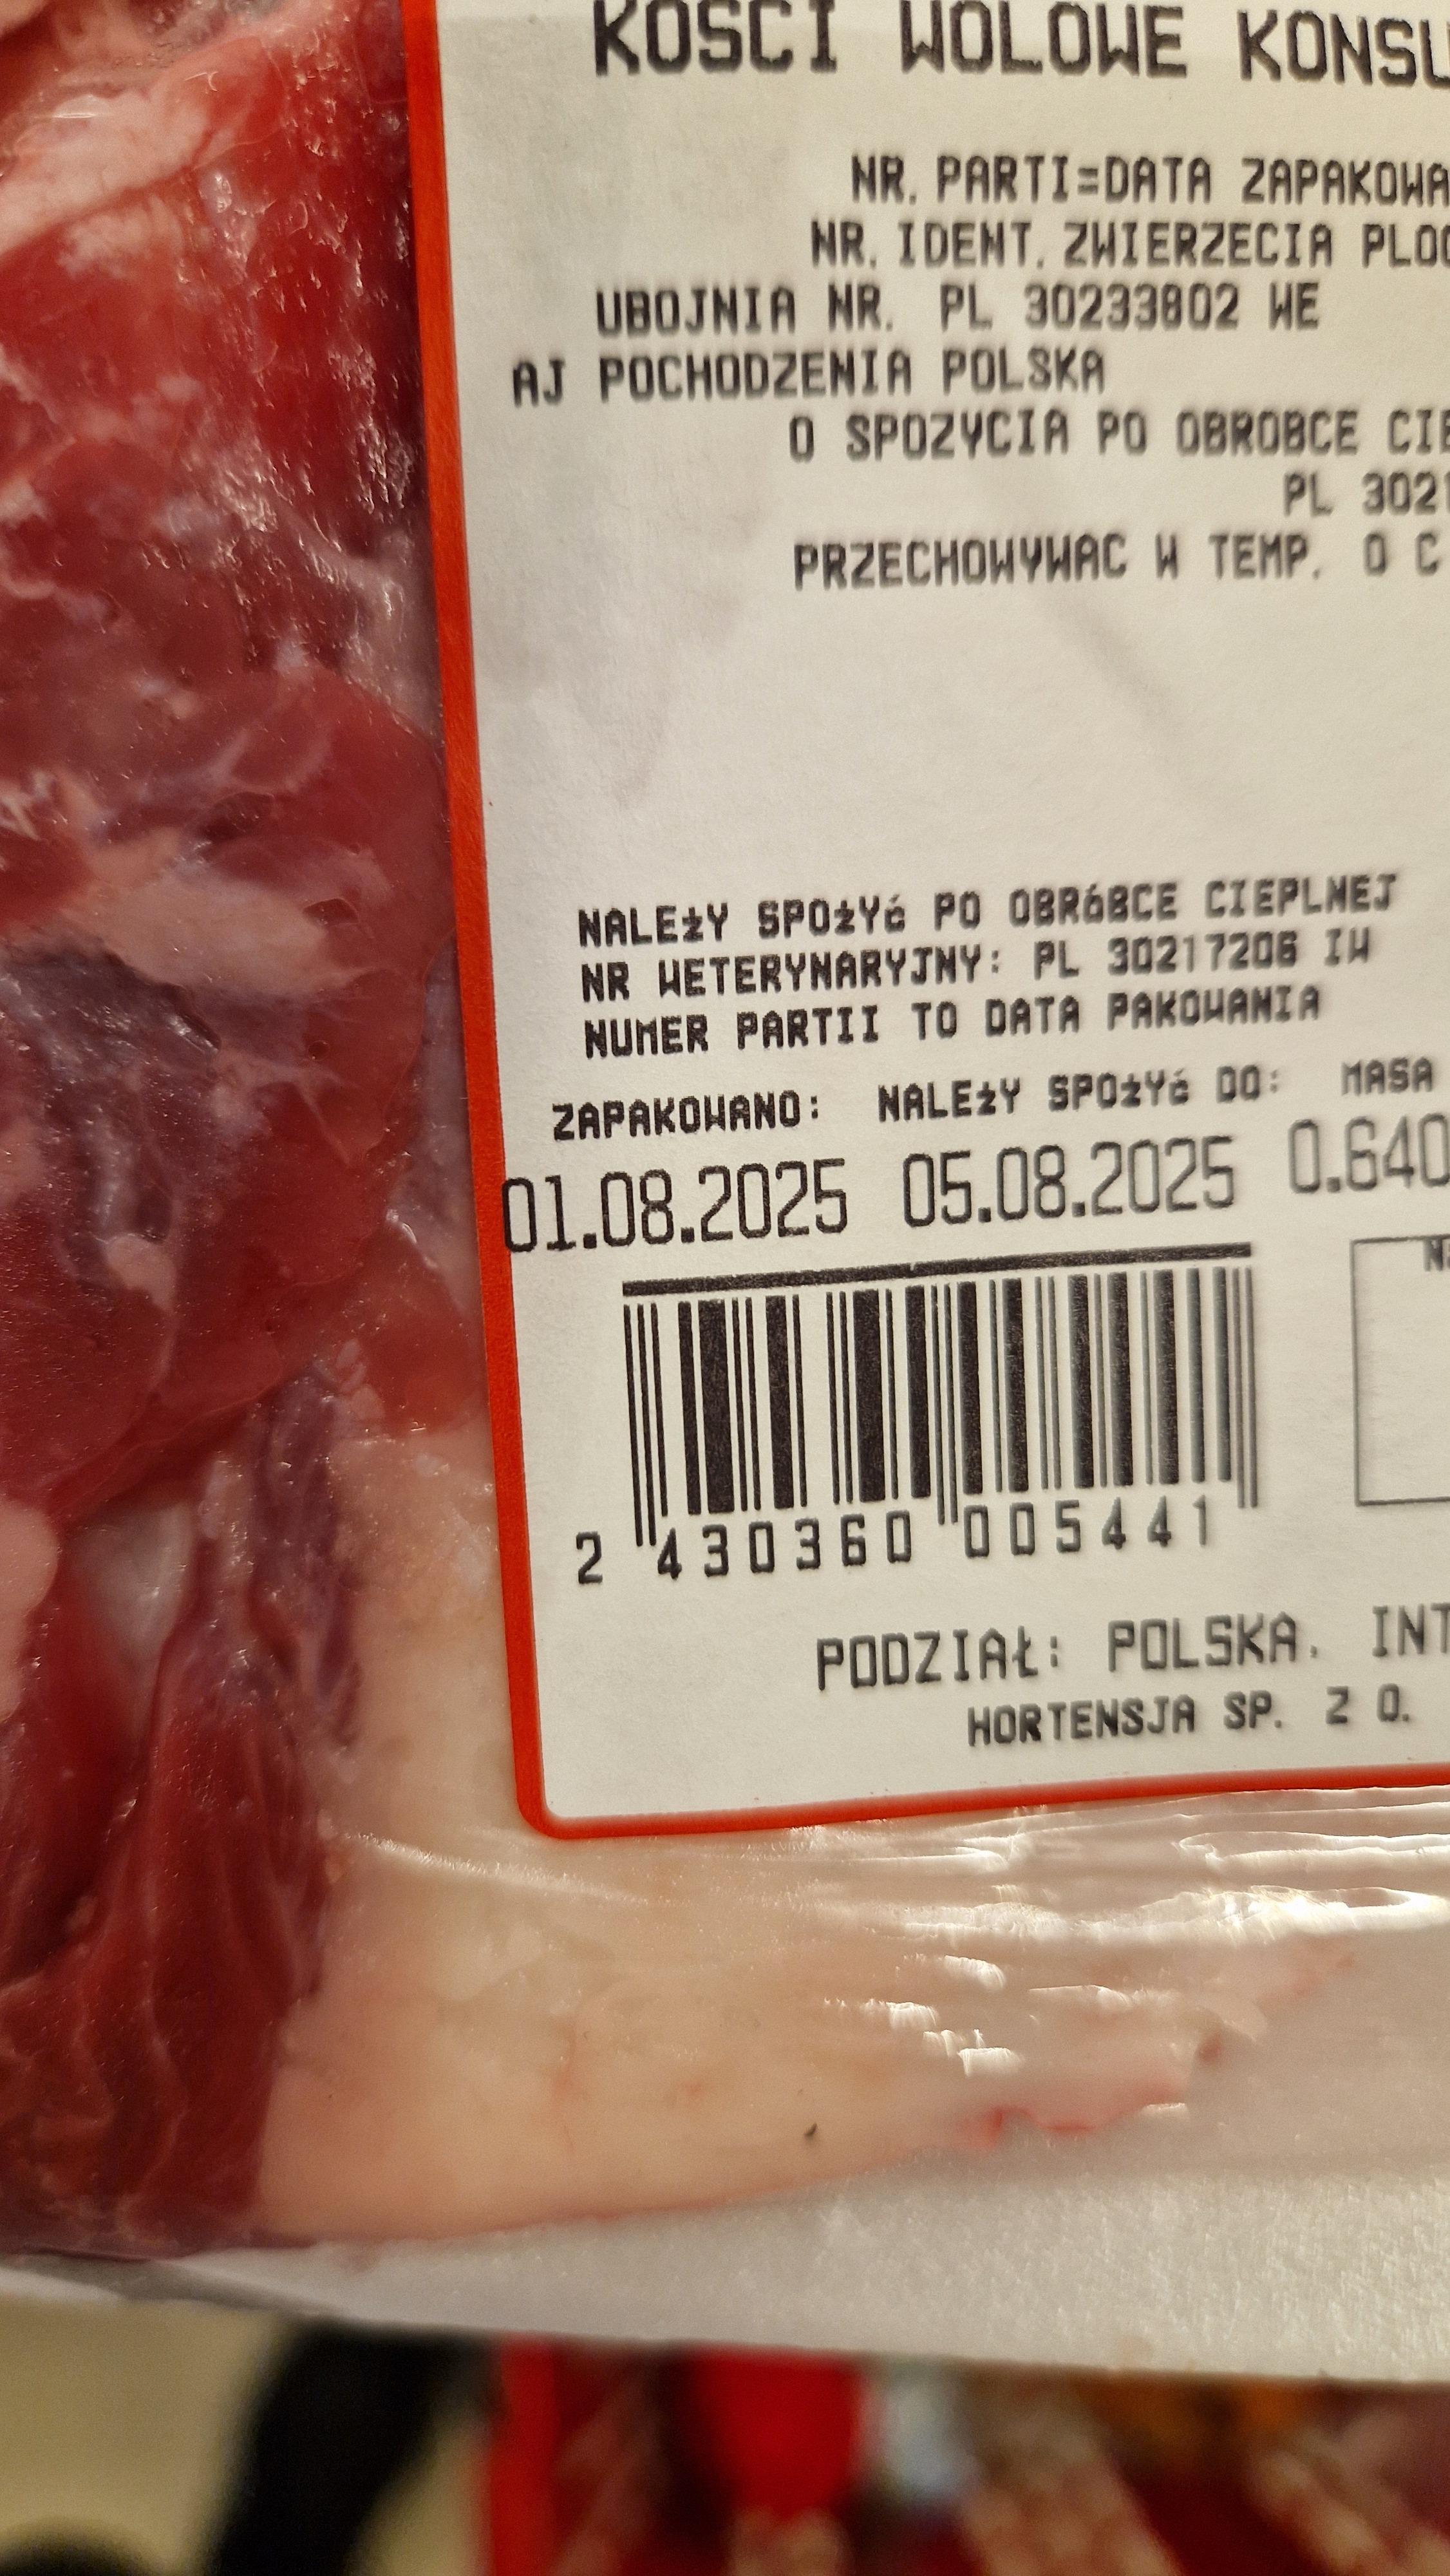 KOSCI WOLOWE KONSU
NR. PARTI=DATA ZAPAKOWA
NR. IDENT. ZWIERZECIA PLOO
UBOJNIA NR. PL 30233802 WE
AJ POCHODZENIA POLSKA
O SPOZYCIA PO OBROBCE CIE
PL 3021
PRZECHOWYWAC W TEMP. 0 C
NALEżY SPOżYć PO OBRóBCE CIEPLNEJ
NR WETERYNARYJNY: PL 30217206 IW
NUMER PARTII TO DATA PAKOWANIA
ZAPAKOWANO: NALEżY SPOżYć DO: MASA
01.08.2025 05.08.2025 0.640
2 430360 005441
PODZIAŁ: POLSKA. INT
HORTENSJA SP. Z O.